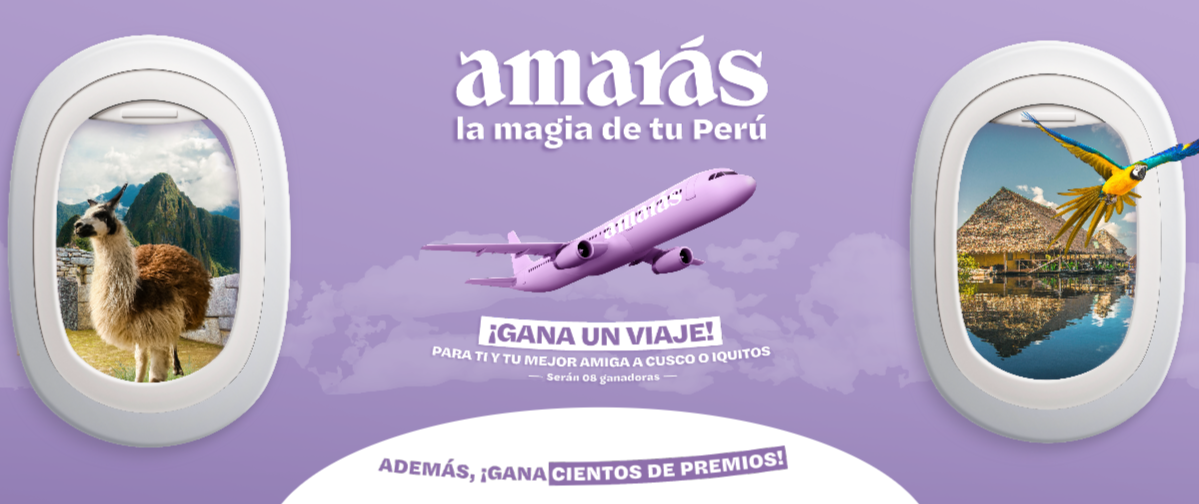 amarás
la magia de tu Perú
amarás
¡GANA UN VIAJE!
PARA TI Y TU MEJOR AMIGA A CUSCO O IQUITOS
— Serán 08 ganadoras —
ADEMÁS, ¡GANA CIENTOS DE PREMIOS!